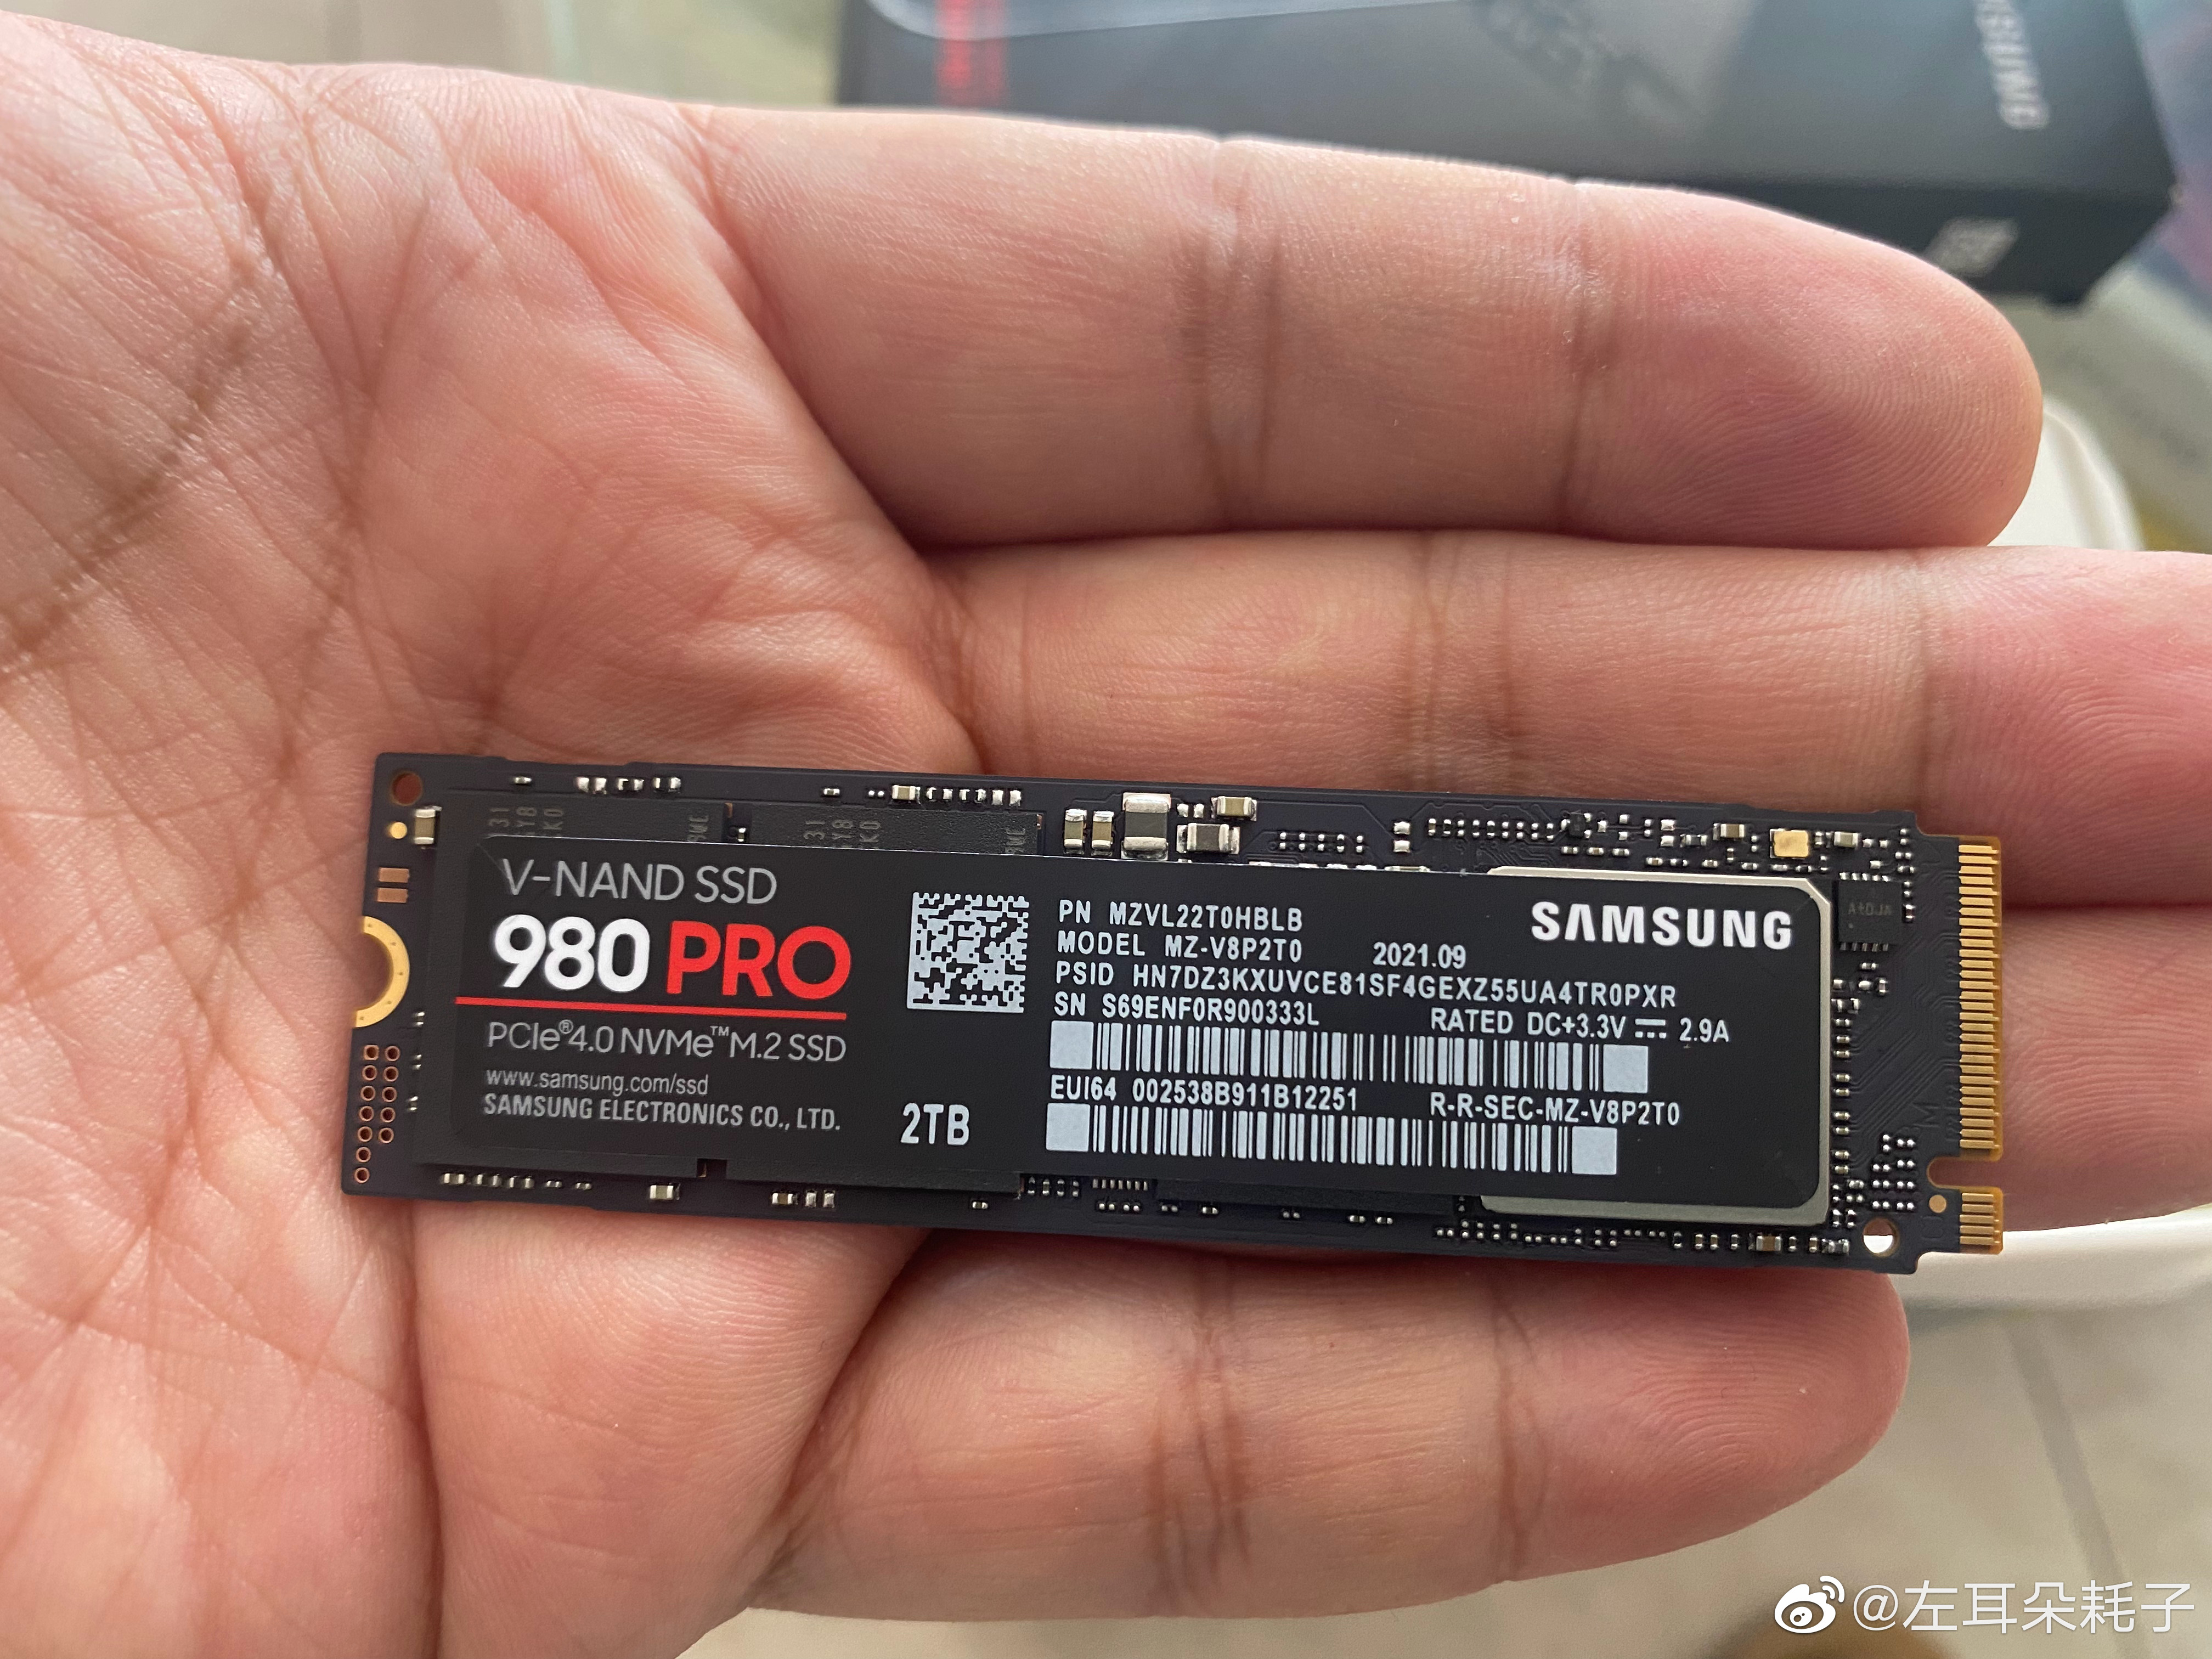 SAMSUNG
V-NAND SSD
980 PRO
PCIe®4.0 NVMe™M.2 SSD
www.samsung.com/ssd
SAMSUNG ELECTRONICS CO., LTD.
2TB
PN MZVL22T0HBLB
MODEL MZ-V8P2T0 2021.09
PSID HN7DZ3KXUVCE81SF4GEXZ55UA4TR0PXR
SN S69ENF0R900333L
RATED DC+3.3V ⎓ 2.9A
EUI64 002538B911B12251
R-R-SEC-MZ-V8P2T0
@左耳朵耗子